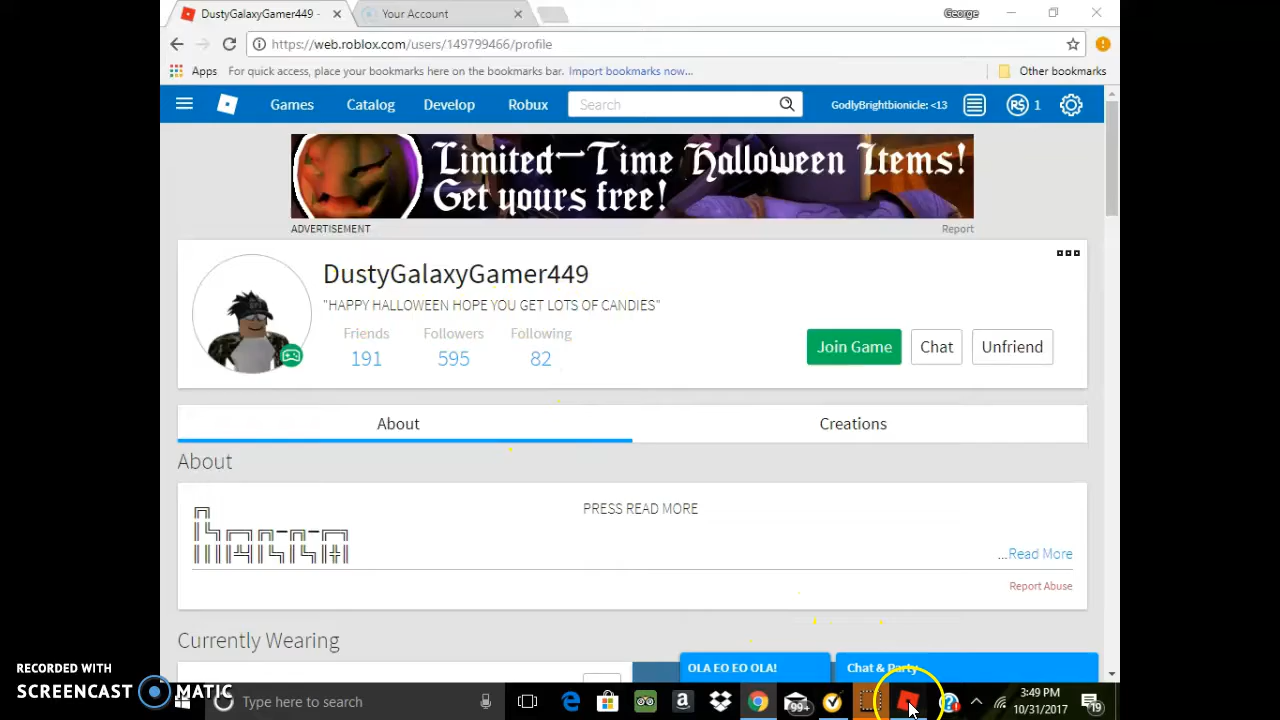 DustyGalaxyGamer449 -
Your Account
George
https://web.roblox.com/users/149799466/profile
Apps
For quick access, place your bookmarks here on the bookmarks bar. Import bookmarks now...
Other bookmarks
Games
Catalog
Develop
Robux
Search
GodlyBrightbionicle: <13
R$ 1
Limited-Time Halloween Items!
Get yours free!
ADVERTISEMENT
Report
DustyGalaxyGamer449
"HAPPY HALLOWEEN HOPE YOU GET LOTS OF CANDIES"
Friends
Followers
Following
191
595
82
Join Game
Chat
Unfriend
About
Creations
About
PRESS READ MORE
...Read More
Report Abuse
Currently Wearing
OLA EO EO OLA!
Chat & Party
RECORDED WITH
SCREENCAST MATIC
Type here to search
99+
3:49 PM
10/31/2017
19